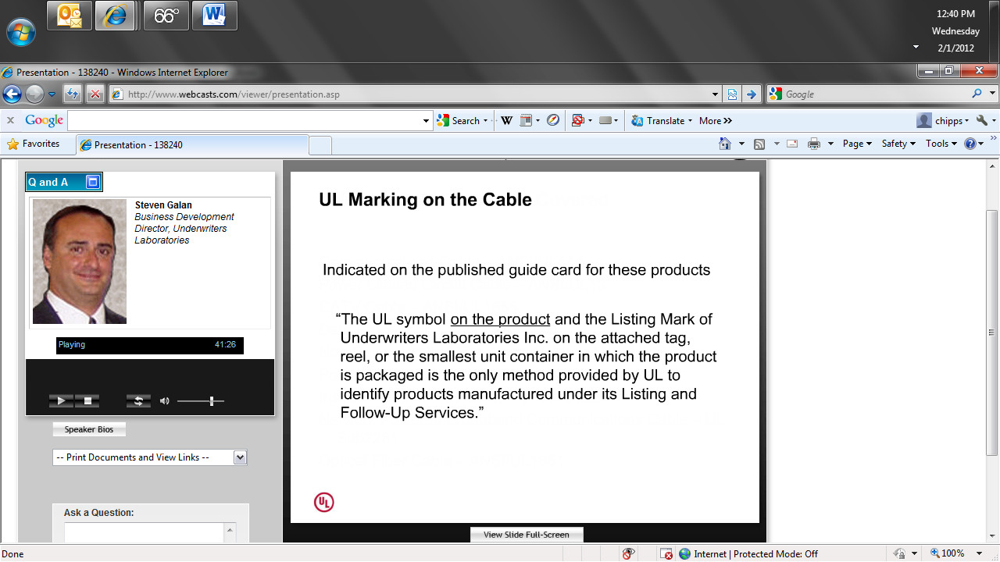 66°
12:40 PM
Wednesday
2/1/2012
Presentation - 138240 - Windows Internet Explorer
http://www.webcasts.com/viewer/presentation.asp
Google
x Google
Search
W
Translate
More »
chipps
Favorites
Presentation - 138240
Page
Safety
Tools
Q and A
Steven Galan
Business Development
Director, Underwriters
Laboratories
Playing 41:26
Speaker Bios
-- Print Documents and View Links --
Ask a Question:
UL Marking on the Cable
Indicated on the published guide card for these products
“The UL symbol on the product and the Listing Mark of
Underwriters Laboratories Inc. on the attached tag,
reel, or the smallest unit container in which the product
is packaged is the only method provided by UL to
identify products manufactured under its Listing and
Follow-Up Services.”
UL
View Slide Full-Screen
Done
Internet | Protected Mode: Off
100%